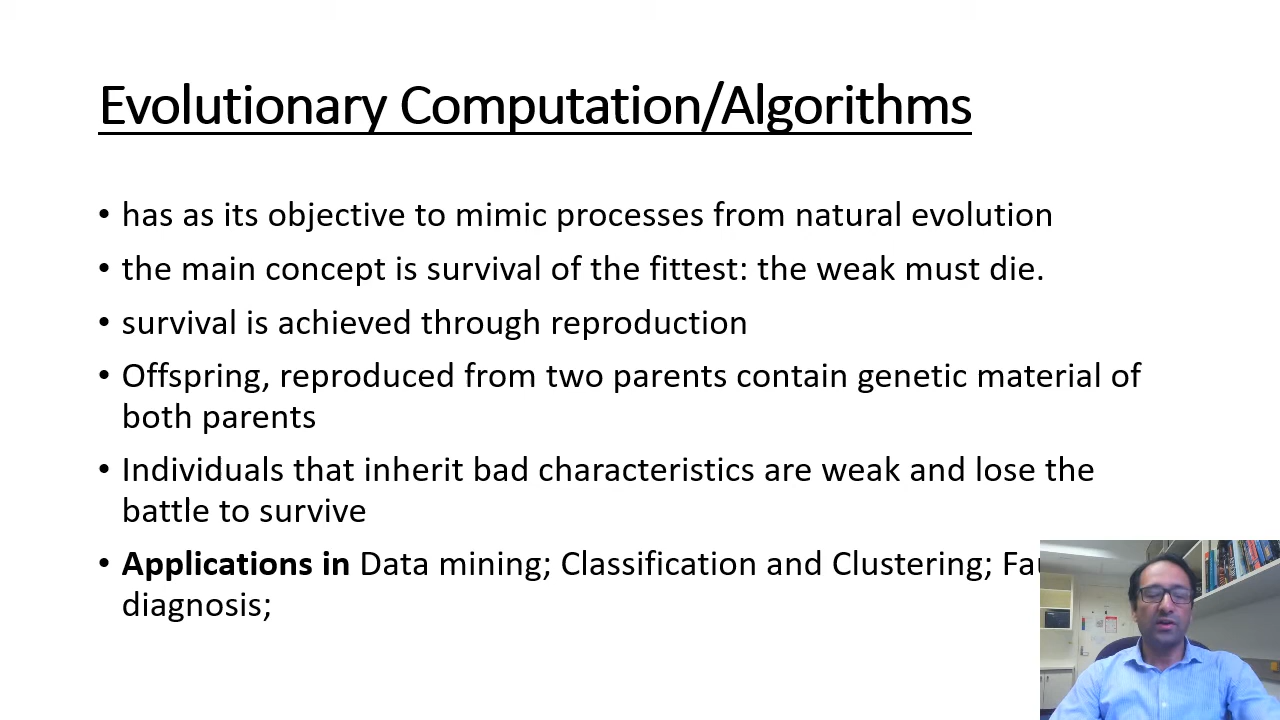 Evolutionary Computation/Algorithms
• has as its objective to mimic processes from natural evolution
• the main concept is survival of the fittest: the weak must die.
• survival is achieved through reproduction
• Offspring, reproduced from two parents contain genetic material of
both parents
• Individuals that inherit bad characteristics are weak and lose the
battle to survive
• Applications in Data mining; Classification and Clustering;
diagnosis;